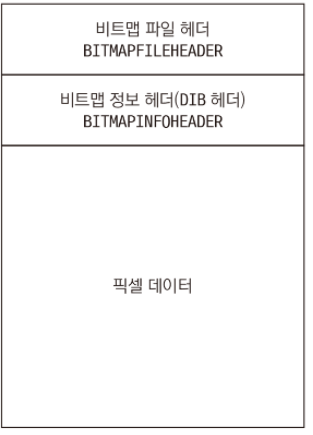 비트맵 파일 헤더
BITMAPFILEHEADER
비트맵 정보 헤더(DIB 헤더)
BITMAPINFOHEADER
픽셀 데이터